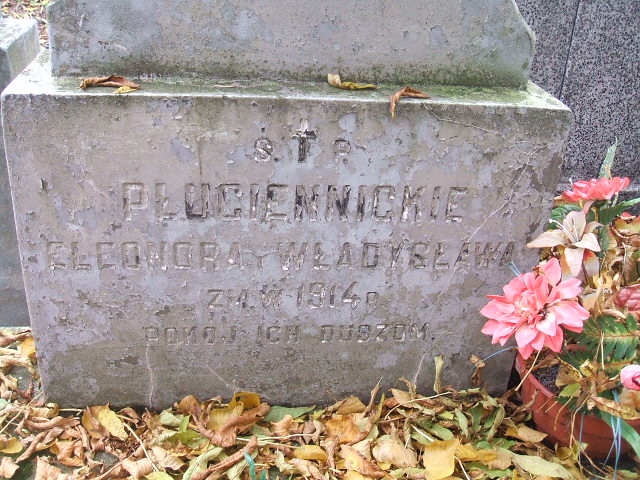 Ś. † P.
PŁUCIENNICKIE
ELEONORA I WŁADYSŁAWA
ZM. W 1914 R
POKÓJ ICH DUSZOM.